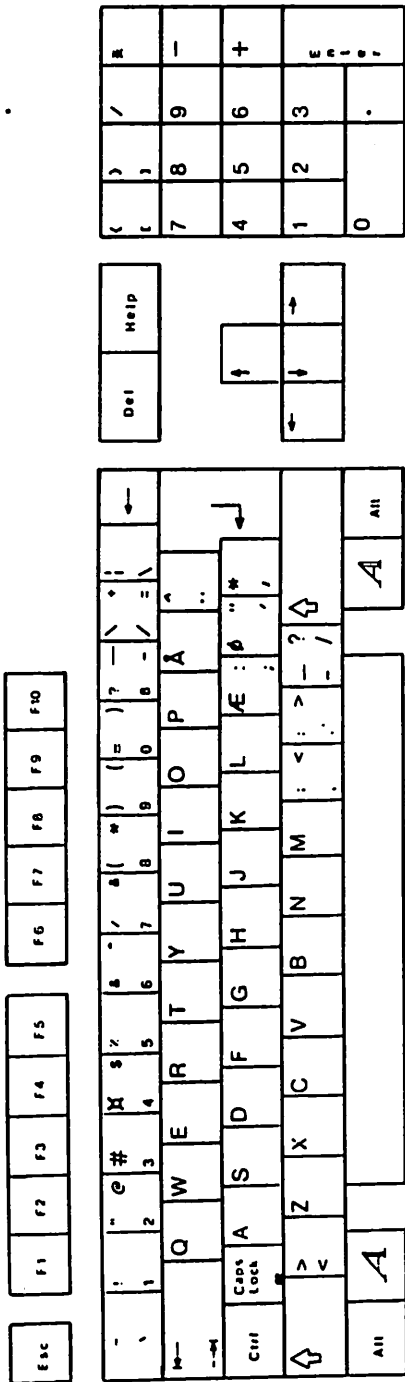 Esc F1 F2 F3 F4 F5 F6 F7 F8 F9 F10
! " @ # ¤ $ % & ^ / & ( * ) ( = ) ? — \ + ¦
1 2 3 4 5 6 7 8 9 0 8 - / = \ ←
Q W E R T Y U I O P Å ^ ..
Ctrl Caps Lock A S D F G H J K L Æ : ; Ø " ' * ,
> < Z X C V B N M ; < . : > . — ? - /
Alt A A Alt
Del Help
( [ ) ] / *
7 8 9 —
4 5 6 +
1 2 3 Enter
0 .